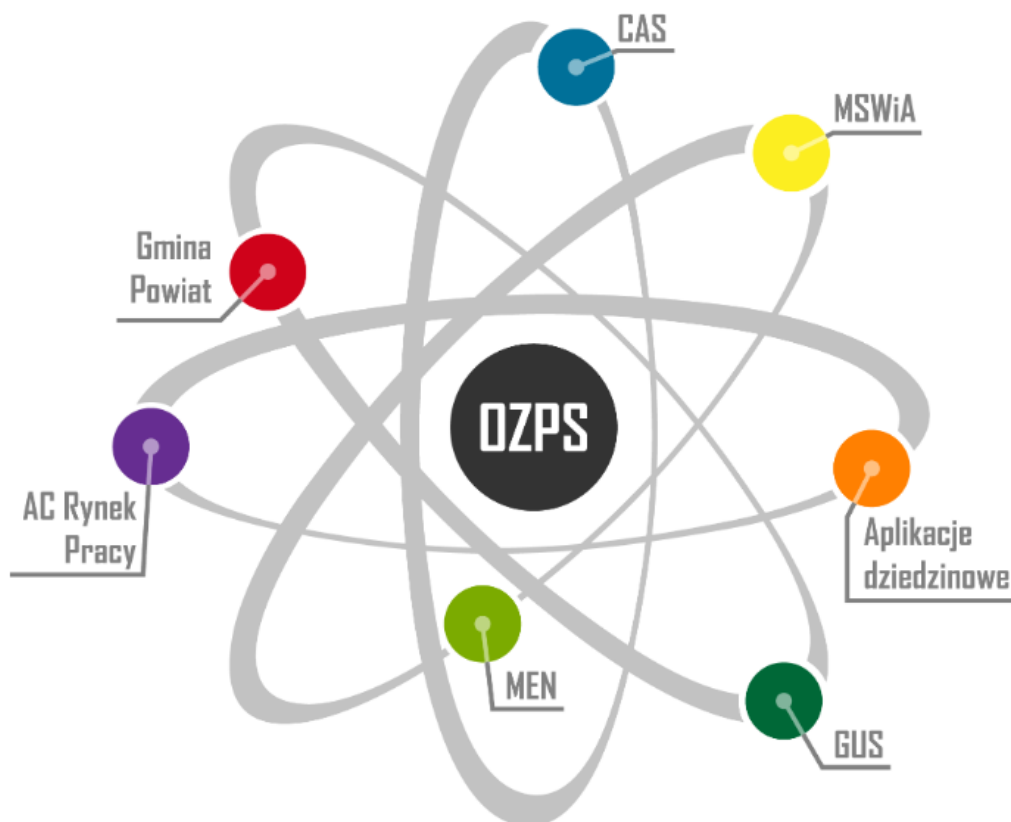 CAS
MSWiA
Gmina
Powiat
OZPS
AC Rynek
Pracy
Aplikacje
dziedzinowe
MEN
GUS